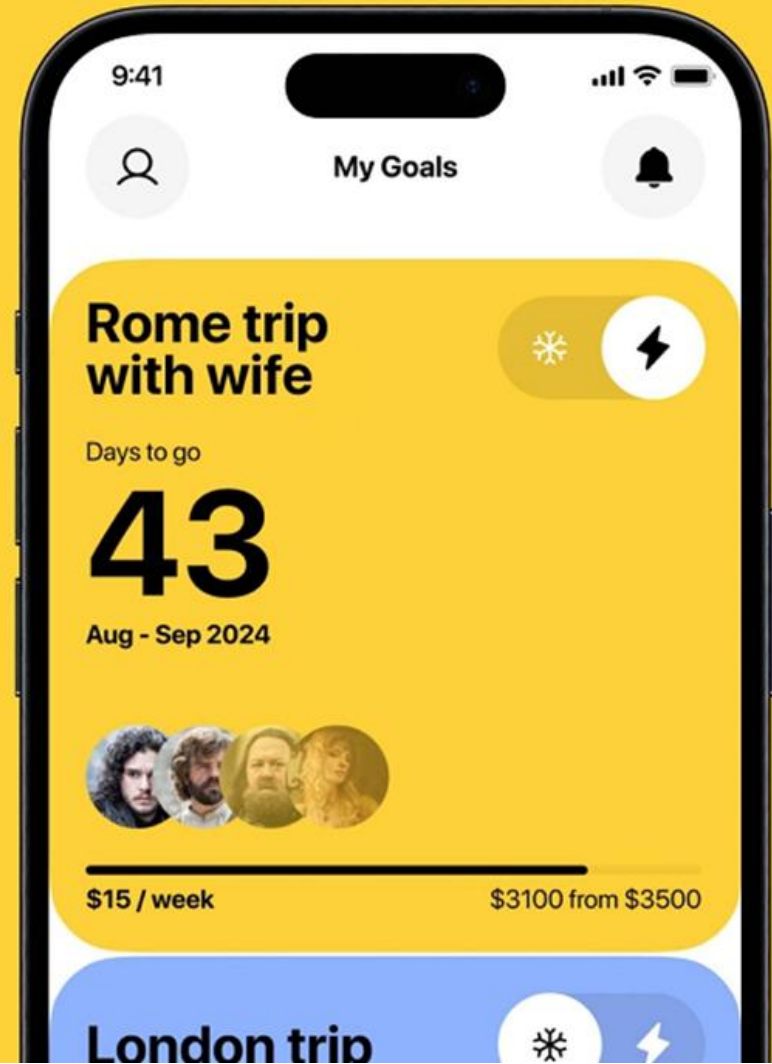 9:41
My Goals
Rome trip
with wife
Days to go
43
Aug - Sep 2024
$15 / week
$3100 from $3500
London trip